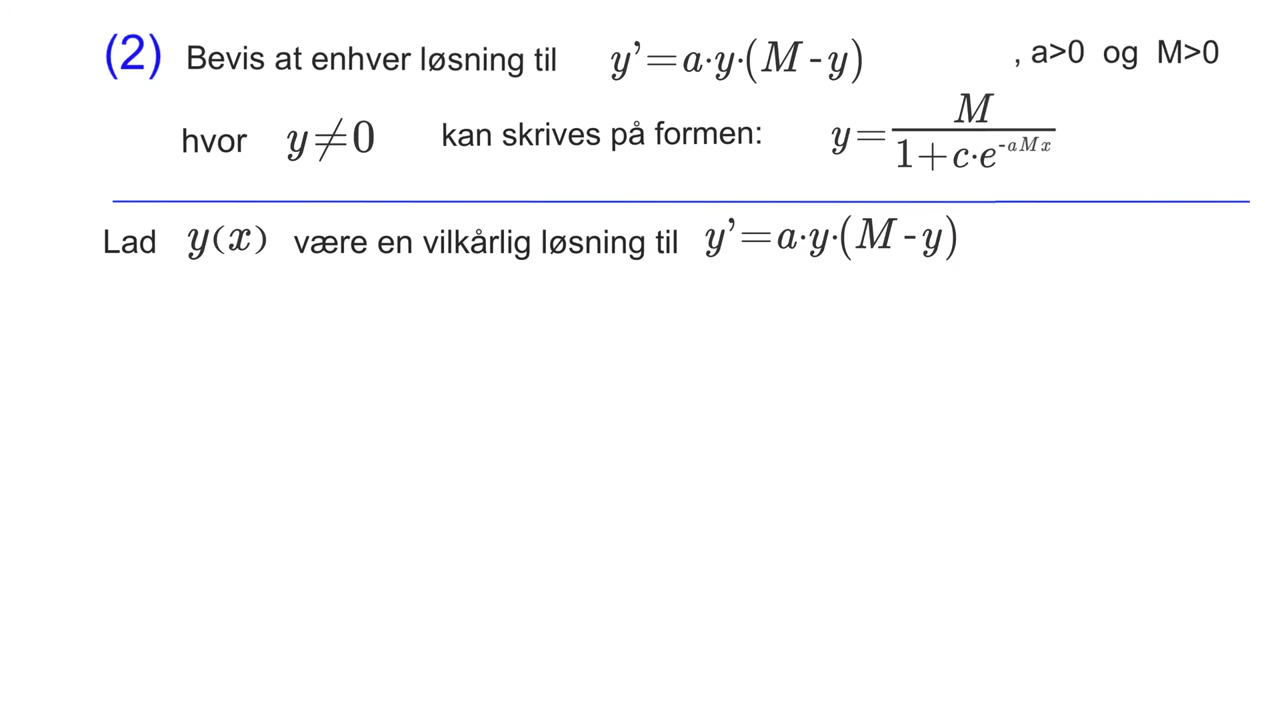 (2) Bevis at enhver løsning til y’=a·y·(M-y) , a>0 og M>0
hvor y≠0 kan skrives på formen: y=M/(1+c·e^{-aMx})
Lad y(x) være en vilkårlig løsning til y’=a·y·(M-y)